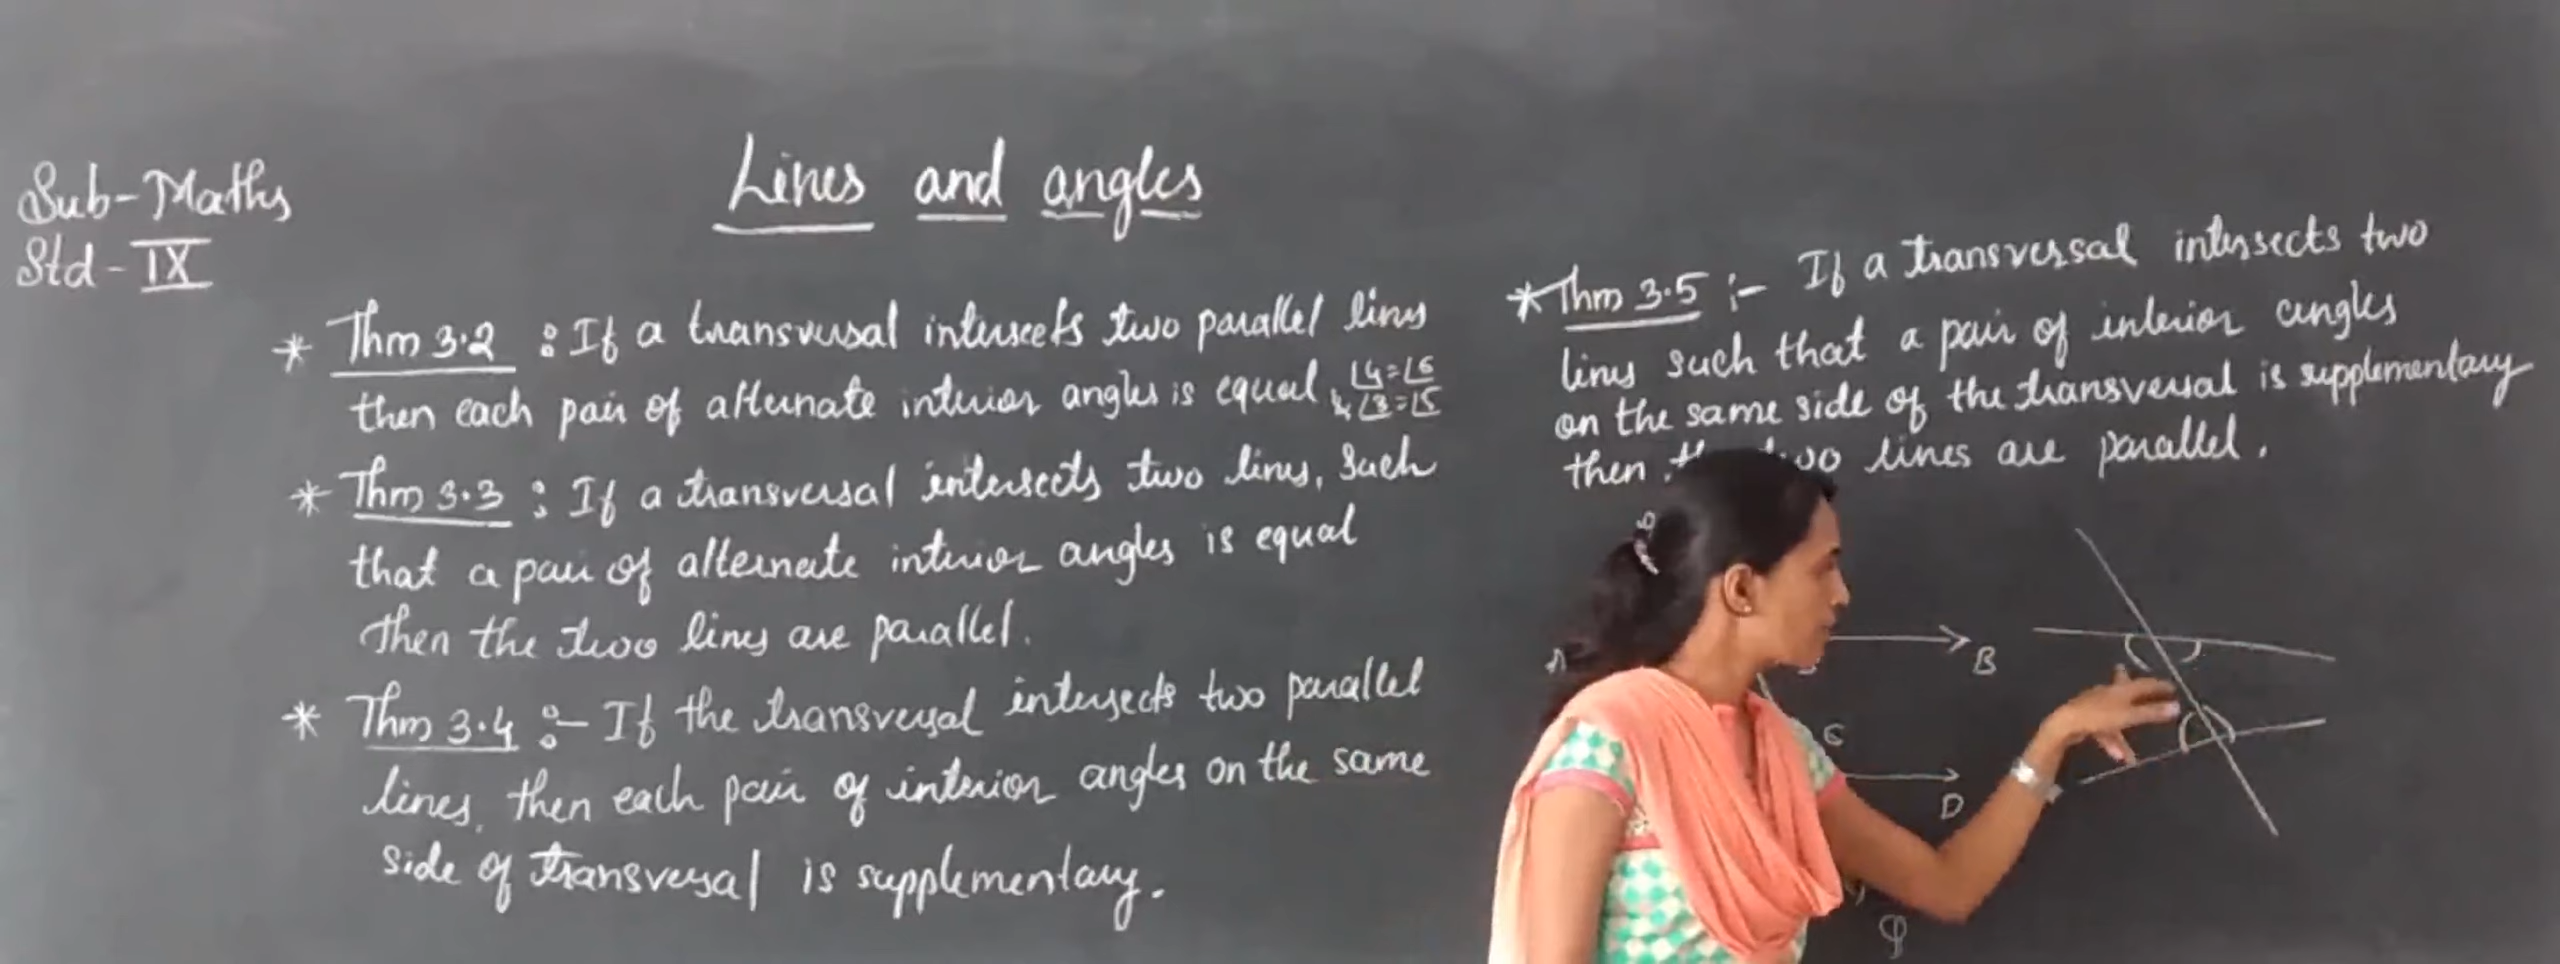 Sub-Maths
Std-IX
Lines and angles
* Thm 3.2 : If a transversal intersects two parallel lines
then each pair of alternate interior angles is equal. ∠4=∠6
& ∠3=∠5
* Thm 3.3 : If a transversal intersects two lines, such
that a pair of alternate interior angles is equal
then the two lines are parallel.
* Thm 3.4 :- If the transversal intersects two parallel
lines, then each pair of interior angles on the same
side of transversal is supplementary.
* Thm 3.5 :- If a transversal intersects two
lines such that a pair of interior angles
on the same side of the transversal is supplementary
then two lines are parallel.
A
B
D